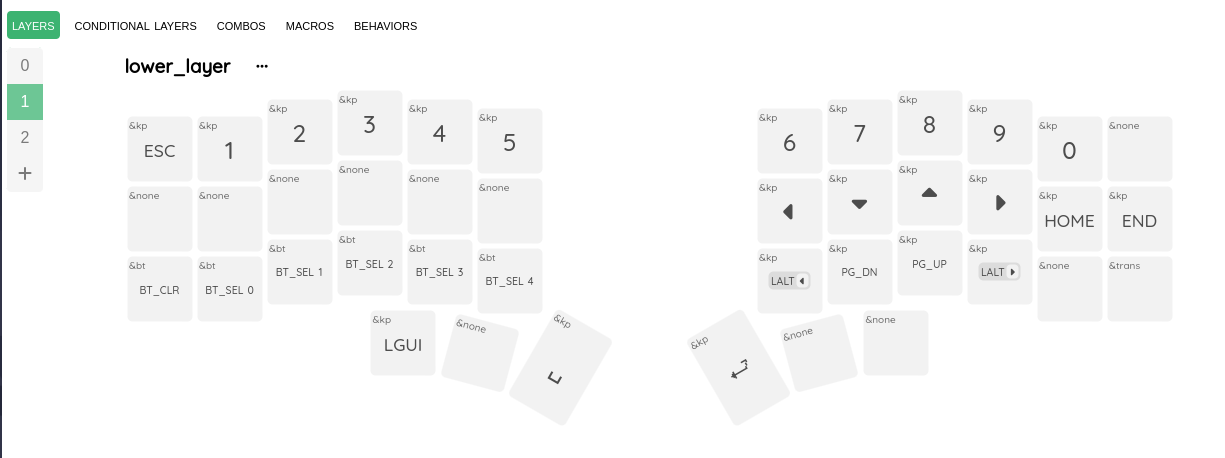 LAYERS CONDITIONAL LAYERS COMBOS MACROS BEHAVIORS
0
1
2
+
lower_layer ...
&kp ESC &kp 1 &kp 2 &kp 3 &kp 4 &kp 5 &kp 6 &kp 7 &kp 8 &kp 9 &kp 0 &none
&none &none &none &none &none &none &kp &kp &kp &kp &kp HOME &kp END
&bt BT_CLR &bt BT_SEL 0 &bt BT_SEL 1 &bt BT_SEL 2 &bt BT_SEL 3 &bt BT_SEL 4 &kp LALT &kp PG_DN &kp PG_UP &kp LALT &none &trans
&kp LGUI &none &kp ⎵ &kp &none &none